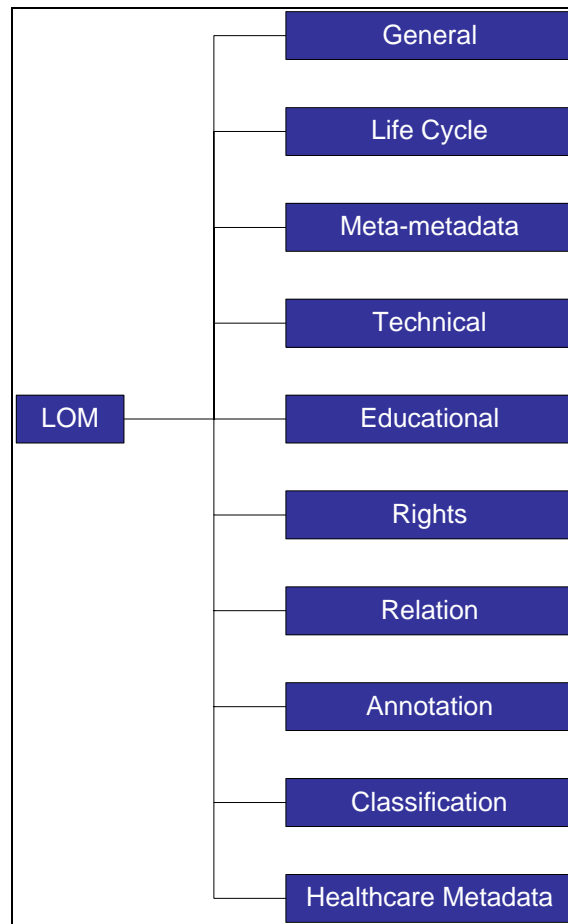 General
Life Cycle
Meta-metadata
Technical
LOM
Educational
Rights
Relation
Annotation
Classification
Healthcare Metadata